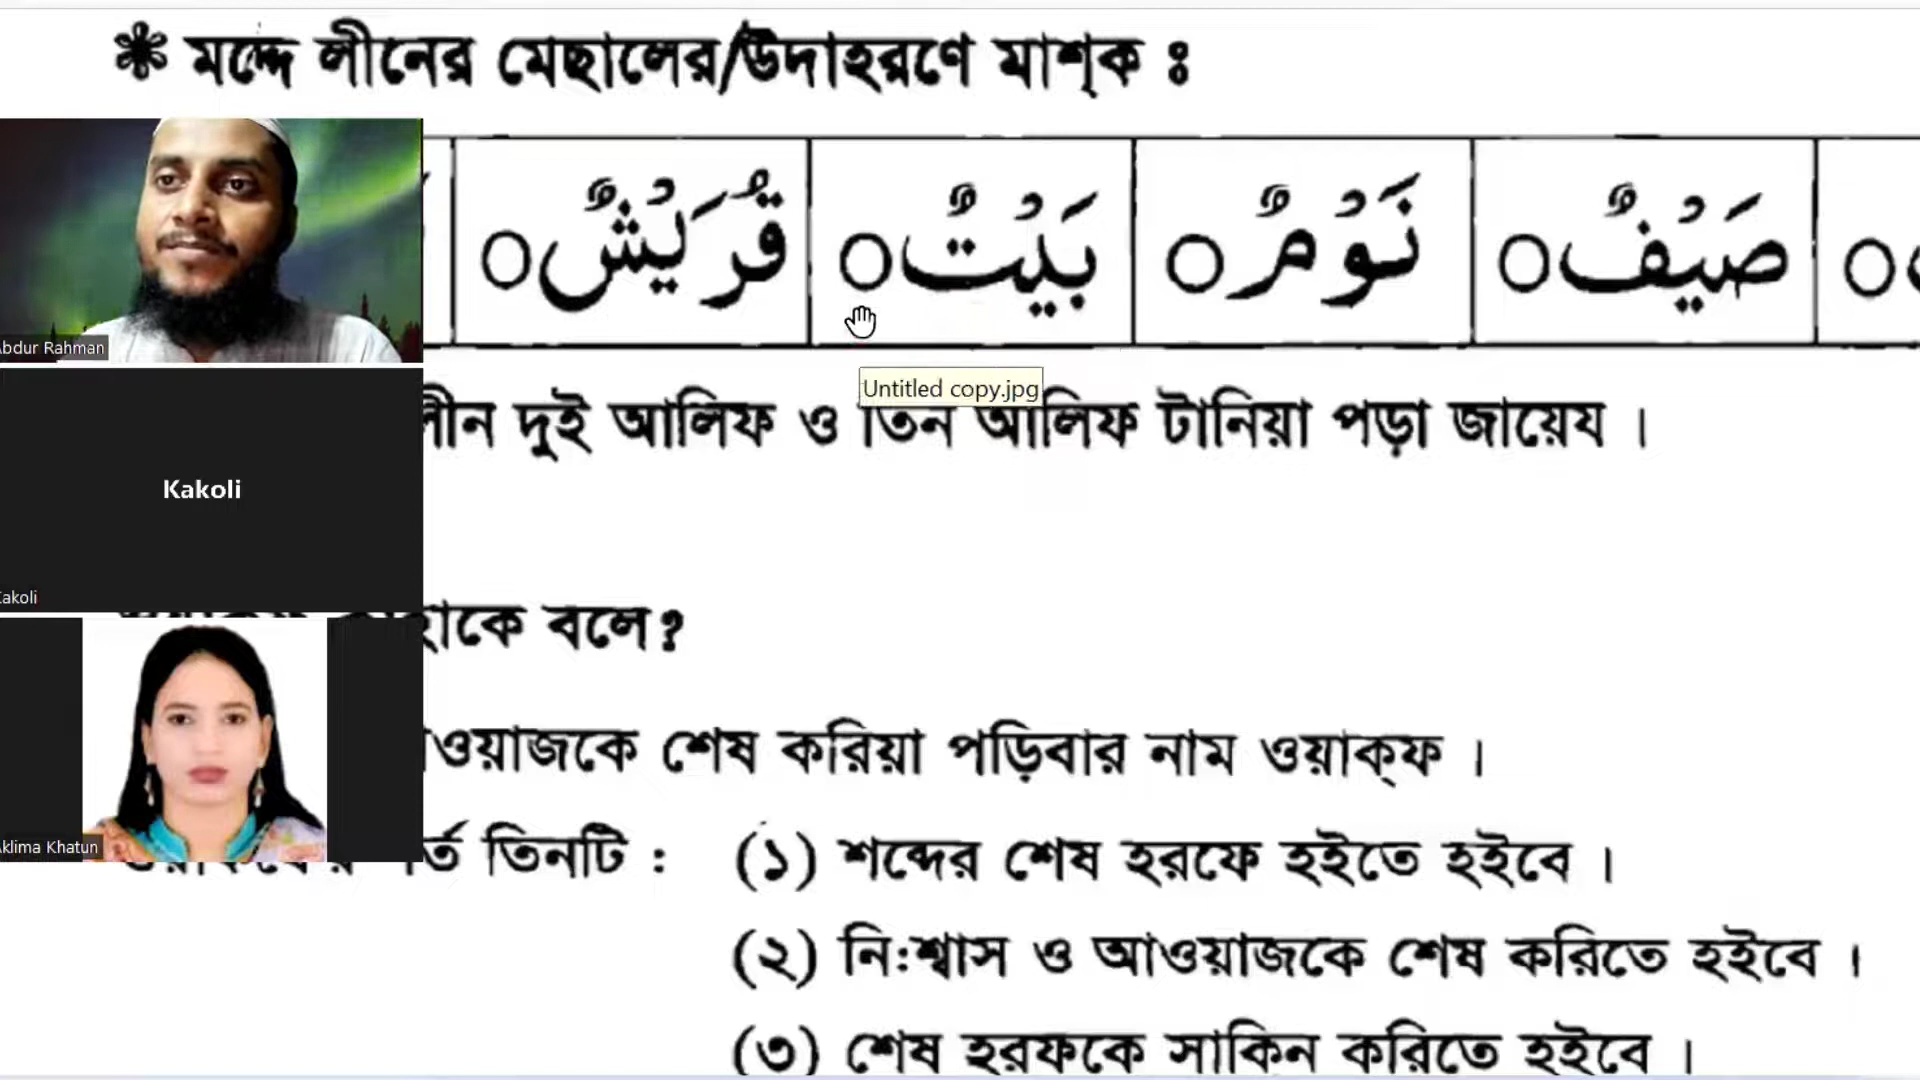 ❋ মদ্দে লীনের মেছালের/উদাহরণে মাশ্ক ঃ
صَيْفٌ ○ نَوْمٌ ○ بَيْتٌ ○ قُرَيْشٌ ○
Abdur Rahman
Untitled copy.jpg
লীন দুই আলিফ ও তিন আলিফ টানিয়া পড়া জায়েয ।
Kakoli
Kakoli
কাহাকে বলে?
আওয়াজকে শেষ করিয়া পড়িবার নাম ওয়াক্ফ ।
Aklima Khatun
তিনটি : (১) শব্দের শেষ হরফে হইতে হইবে ।
(২) নিঃশ্বাস ও আওয়াজকে শেষ করিতে হইবে ।
(৩) শেষ হরফকে সাকিন করিতে হইবে ।